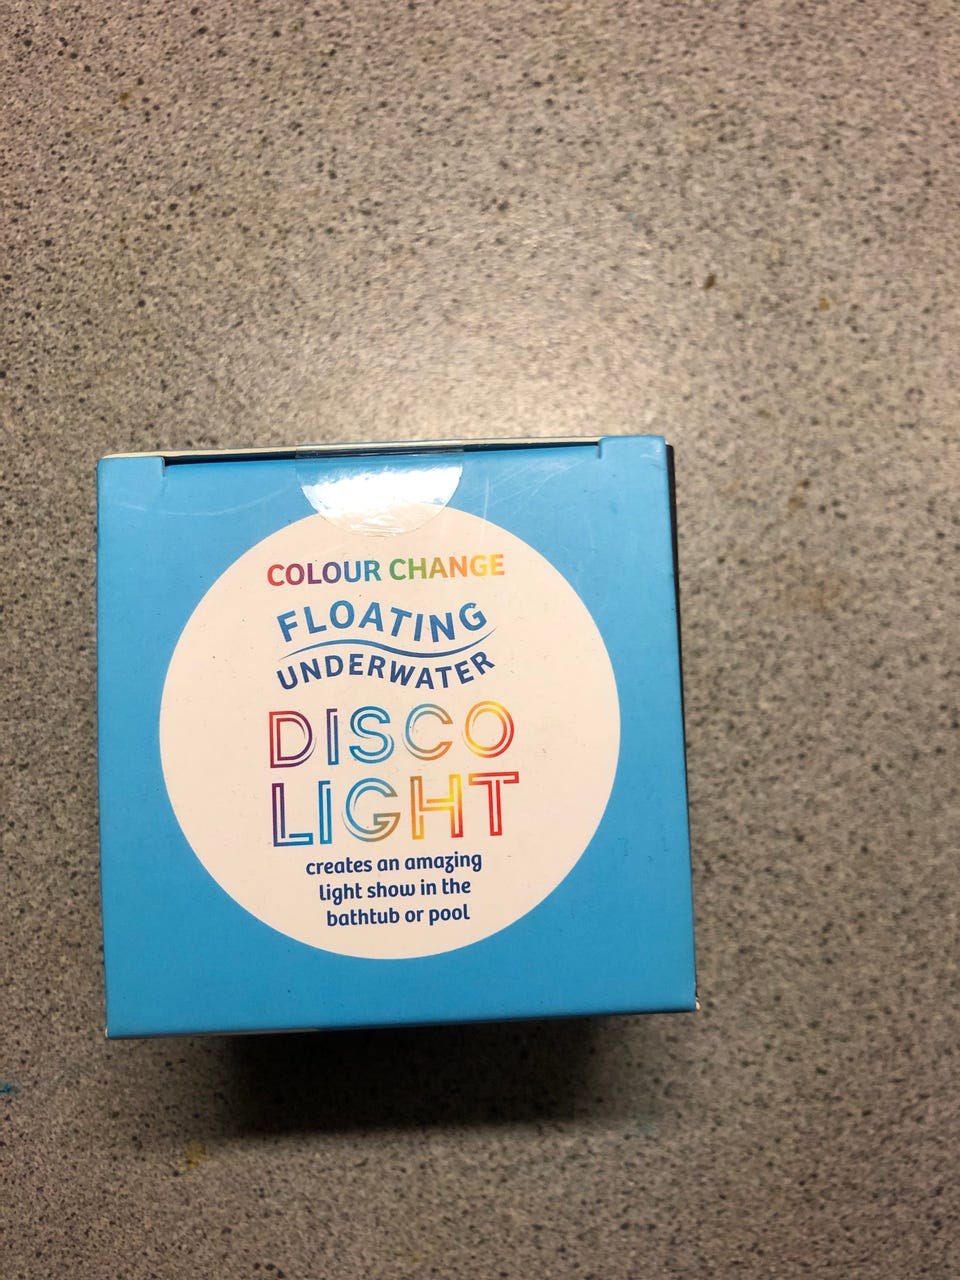 COLOUR CHANGE
FLOATING
UNDERWATER
DISCO
LIGHT
creates an amazing
light show in the
bathtub or pool